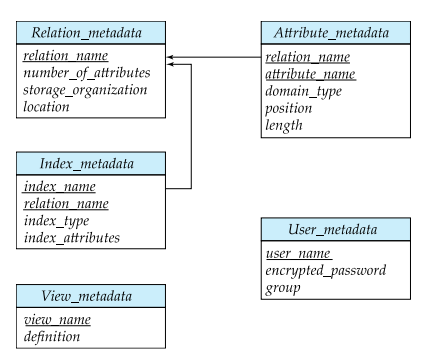 Relation_metadata
relation_name
number_of_attributes
storage_organization
location
Attribute_metadata
relation_name
attribute_name
domain_type
position
length
Index_metadata
index_name
relation_name
index_type
index_attributes
User_metadata
user_name
encrypted_password
group
View_metadata
view_name
definition